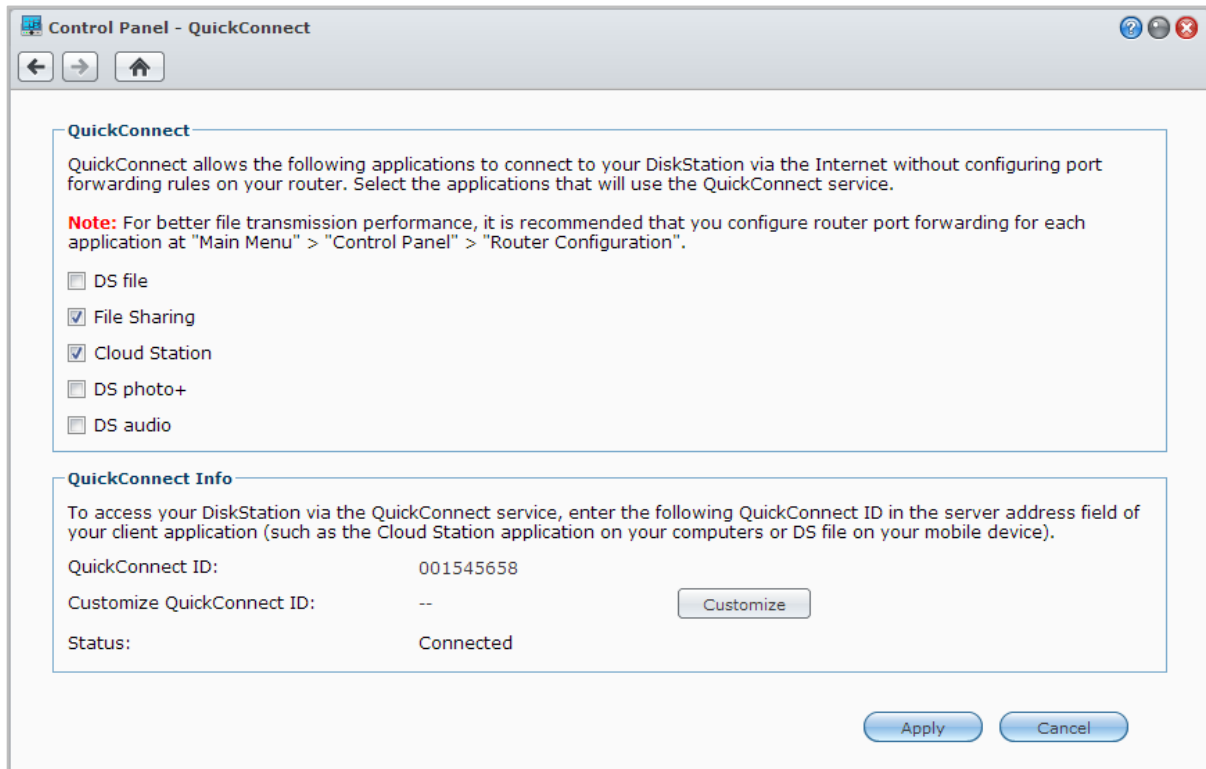 Control Panel - QuickConnect
QuickConnect
QuickConnect allows the following applications to connect to your DiskStation via the Internet without configuring port
forwarding rules on your router. Select the applications that will use the QuickConnect service.
Note: For better file transmission performance, it is recommended that you configure router port forwarding for each
application at "Main Menu" > "Control Panel" > "Router Configuration".
DS file
File Sharing
Cloud Station
DS photo+
DS audio
QuickConnect Info
To access your DiskStation via the QuickConnect service, enter the following QuickConnect ID in the server address field of
your client application (such as the Cloud Station application on your computers or DS file on your mobile device).
QuickConnect ID: 001545658
Customize QuickConnect ID: -- Customize
Status: Connected
Apply Cancel